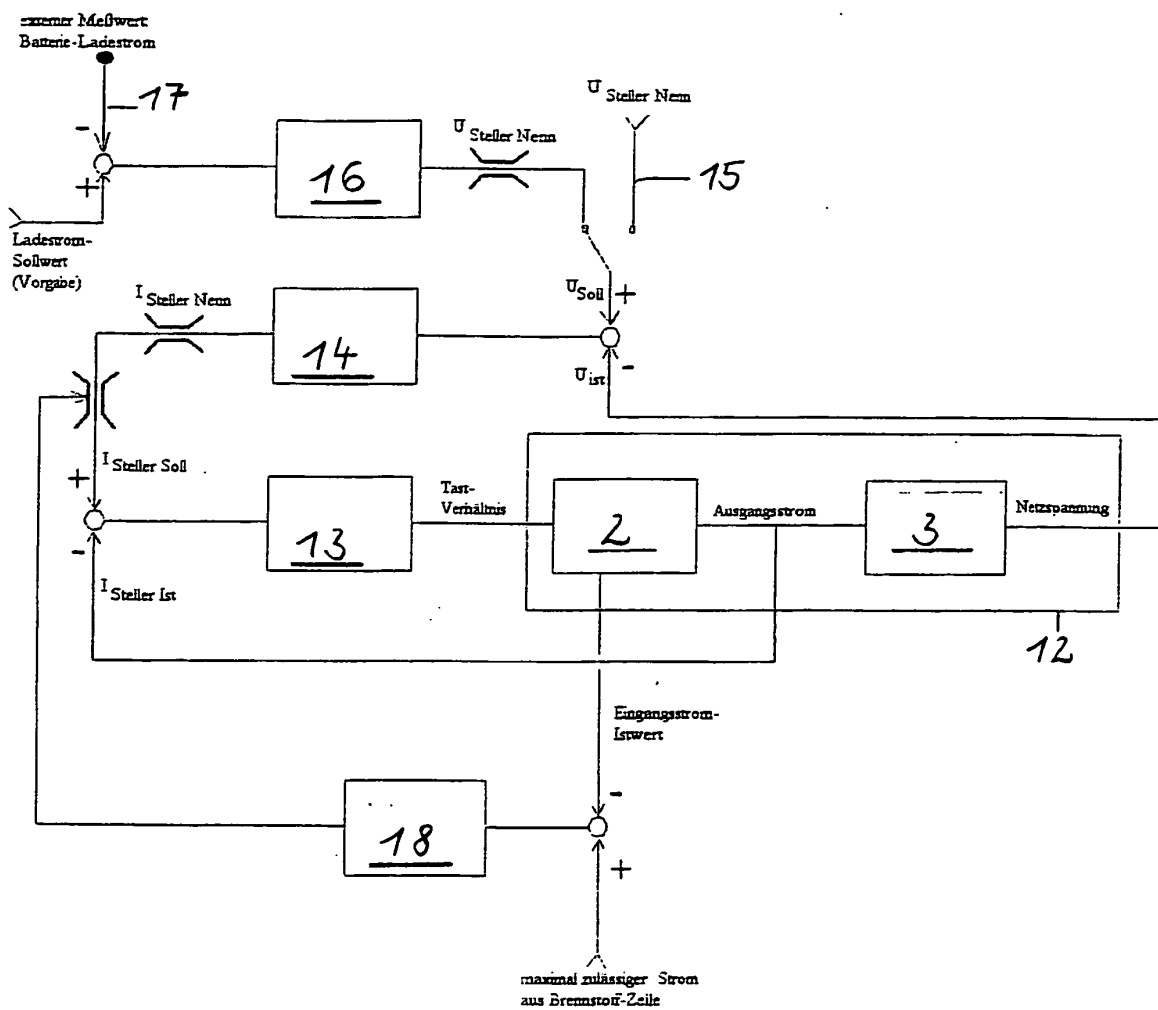 externer Meßwert
Batterie-Ladestrom
17
-
+
16
U Steller Nenn
U Steller Nenn
15
Ladestrom-
Sollwert
(Vorgabe)
I Steller Nenn
14
U Soll
+
U ist
-
I Steller Soll
+
-
13
Tast-
Verhältnis
2
Ausgangsstrom
3
Netzspannung
12
I Steller Ist
Eingangsstrom-
Istwert
-
18
+
maximal zulässiger Strom
aus Brennstoff-Zelle